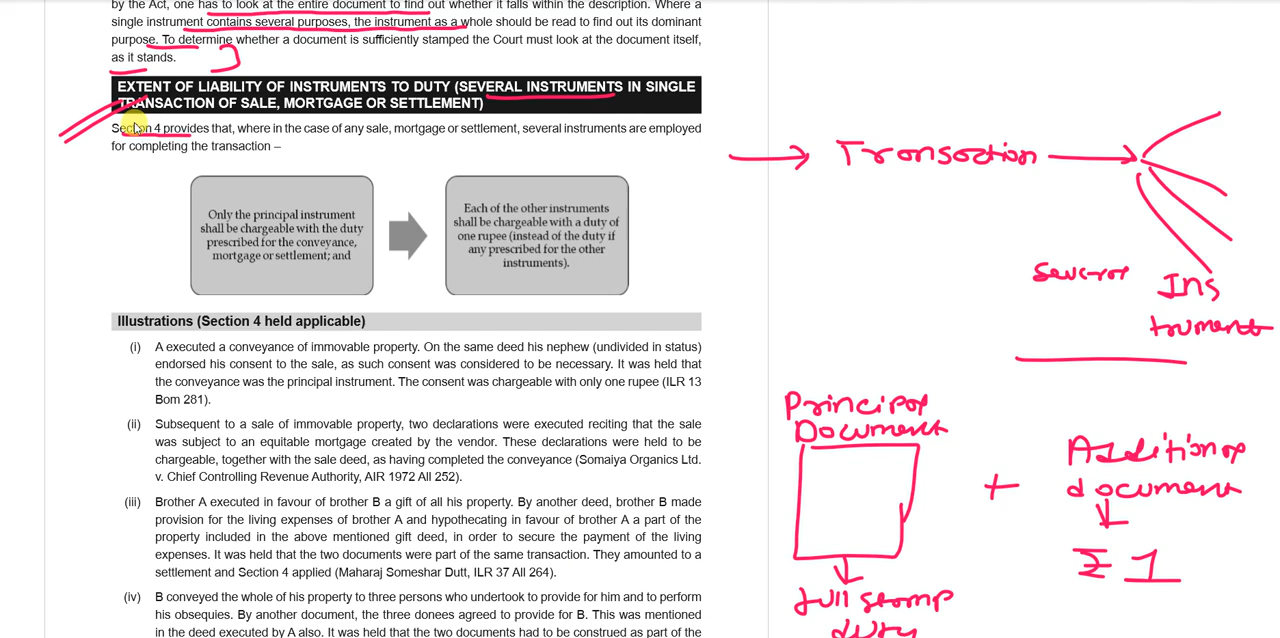 by the Act, one has to look at the entire document to find out whether it falls within the description. Where a
single instrument contains several purposes, the instrument as a whole should be read to find out its dominant
purpose. To determine whether a document is sufficiently stamped the Court must look at the document itself,
as it stands.
EXTENT OF LIABILITY OF INSTRUMENTS TO DUTY (SEVERAL INSTRUMENTS IN SINGLE
TRANSACTION OF SALE, MORTGAGE OR SETTLEMENT)
Section 4 provides that, where in the case of any sale, mortgage or settlement, several instruments are employed
for completing the transaction –
Only the principal instrument
shall be chargeable with the duty
prescribed for the conveyance,
mortgage or settlement; and
Each of the other instruments
shall be chargeable with a duty of
one rupee (instead of the duty if
any prescribed for the other
instruments).
Illustrations (Section 4 held applicable)
(i) A executed a conveyance of immovable property. On the same deed his nephew (undivided in status)
endorsed his consent to the sale, as such consent was considered to be necessary. It was held that
the conveyance was the principal instrument. The consent was chargeable with only one rupee (ILR 13
Bom 281).
(ii) Subsequent to a sale of immovable property, two declarations were executed reciting that the sale
was subject to an equitable mortgage created by the vendor. These declarations were held to be
chargeable, together with the sale deed, as having completed the conveyance (Somaiya Organics Ltd.
v. Chief Controlling Revenue Authority, AIR 1972 All 252).
(iii) Brother A executed in favour of brother B a gift of all his property. By another deed, brother B made
provision for the living expenses of brother A and hypothecating in favour of brother A a part of the
property included in the above mentioned gift deed, in order to secure the payment of the living
expenses. It was held that the two documents were part of the same transaction. They amounted to a
settlement and Section 4 applied (Maharaj Someshar Dutt, ILR 37 All 264).
(iv) B conveyed the whole of his property to three persons who undertook to provide for him and to perform
his obsequies. By another document, the three donees agreed to provide for B. This was mentioned
in the deed executed by A also. It was held that the two documents had to be construed as part of the
Transaction
Several
Ins
truments
Principal
Document
full stamp
duty
+
Additional
document
₹ 1